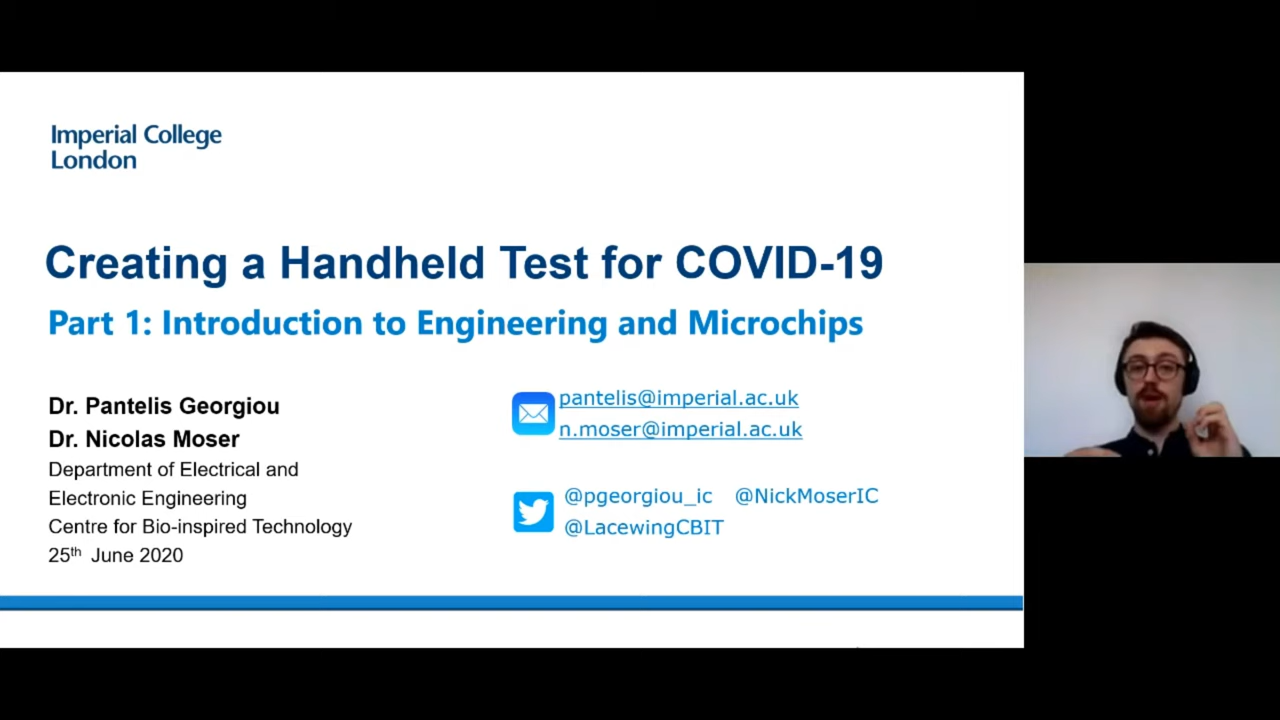 Imperial College
London
Creating a Handheld Test for COVID-19
Part 1: Introduction to Engineering and Microchips
Dr. Pantelis Georgiou
Dr. Nicolas Moser
Department of Electrical and
Electronic Engineering
Centre for Bio-inspired Technology
25th June 2020
pantelis@imperial.ac.uk
n.moser@imperial.ac.uk
@pgeorgiou_ic @NickMoserIC
@LacewingCBIT